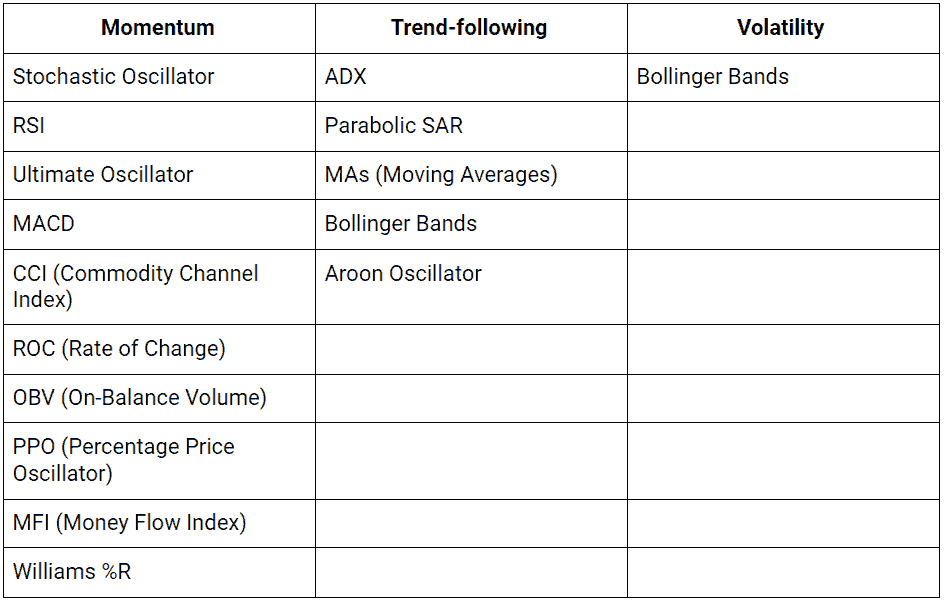 Momentum Trend-following Volatility
Stochastic Oscillator ADX Bollinger Bands
RSI Parabolic SAR
Ultimate Oscillator MAs (Moving Averages)
MACD Bollinger Bands
CCI (Commodity Channel
Index) Aroon Oscillator
ROC (Rate of Change)
OBV (On-Balance Volume)
PPO (Percentage Price
Oscillator)
MFI (Money Flow Index)
Williams %R